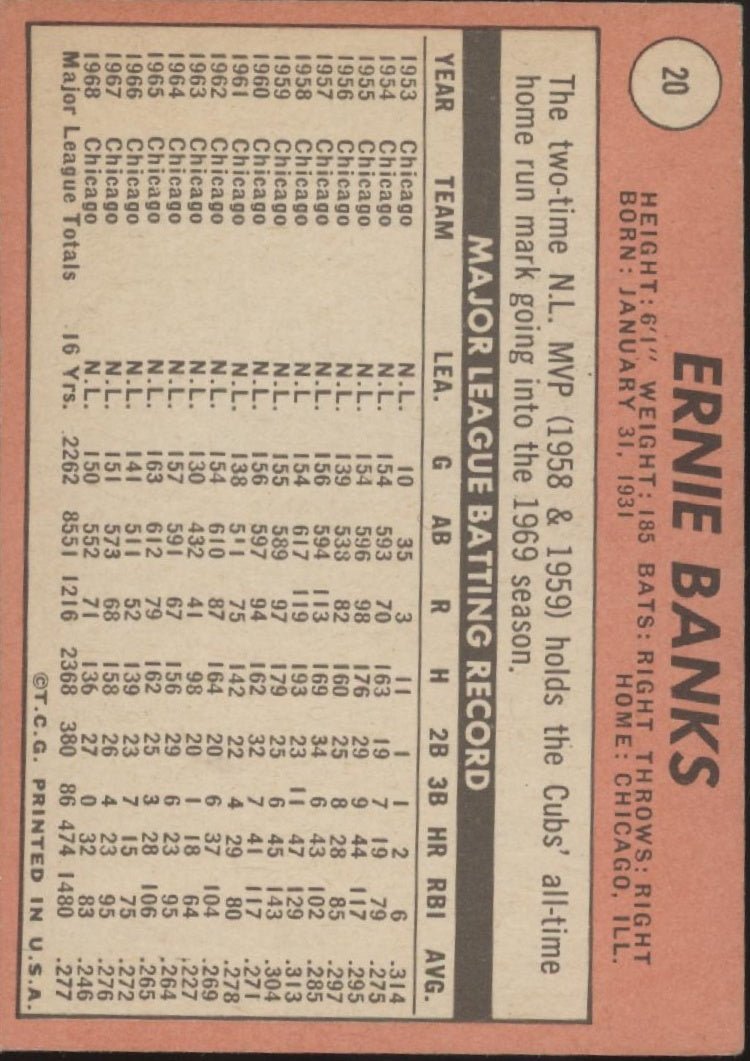 20
ERNIE BANKS
HEIGHT: 6'1" WEIGHT: 185 BATS: RIGHT THROWS: RIGHT
BORN: JANUARY 31, 1931 HOME: CHICAGO, ILL.
The two-time N.L. MVP (1958 & 1959) holds the Cubs' all-time
home run mark going into the 1969 season.
MAJOR LEAGUE BATTING RECORD
YEAR TEAM LEA. G AB R H 2B 3B HR RBI AVG.
1953 Chicago N.L. 10 35 3 11 1 1 2 6 .314
1954 Chicago N.L. 154 593 70 163 19 7 19 79 .275
1955 Chicago N.L. 154 596 98 176 29 9 44 117 .295
1956 Chicago N.L. 139 538 82 160 25 8 28 85 .297
1957 Chicago N.L. 156 594 113 169 34 6 43 102 .285
1958 Chicago N.L. 154 617 119 193 23 11 47 129 .313
1959 Chicago N.L. 155 589 97 179 25 6 45 143 .304
1960 Chicago N.L. 156 597 94 162 32 7 41 117 .271
1961 Chicago N.L. 138 511 75 142 22 4 29 80 .278
1962 Chicago N.L. 154 610 87 164 20 6 37 104 .269
1963 Chicago N.L. 130 432 41 98 20 1 18 64 .227
1964 Chicago N.L. 157 591 67 156 29 6 23 95 .264
1965 Chicago N.L. 163 612 79 162 25 3 28 106 .265
1966 Chicago N.L. 141 511 52 139 23 7 15 75 .272
1967 Chicago N.L. 151 573 68 158 26 4 23 95 .276
1968 Chicago N.L. 150 552 71 136 27 0 32 83 .246
Major League Totals 16 Yrs. 2262 8551 1216 2368 380 86 474 1480 .277
©T.C.G. PRINTED IN U.S.A.